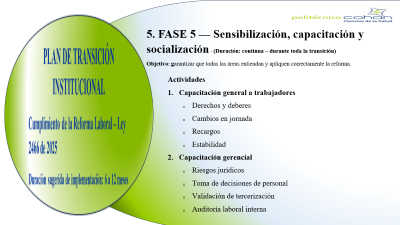 politécnico cohan
Ciencias de la Salud
5. FASE 5 — Sensibilización, capacitación y
socialización - (Duración: continua – durante toda la transición)
Objetivo: garantizar que todas las áreas entiendan y apliquen correctamente la reforma.
PLAN DE TRANSICIÓN
INSTITUCIONAL
Cumplimiento de la Reforma Laboral – Ley
2466 de 2025
Duración sugerida de implementación: 6 a 12 meses
Actividades
1. Capacitación general a trabajadores
o Derechos y deberes
o Cambios en jornada
o Recargos
o Estabilidad
2. Capacitación gerencial
o Riesgos jurídicos
o Toma de decisiones de personal
o Validación de tercerización
o Auditoría laboral interna